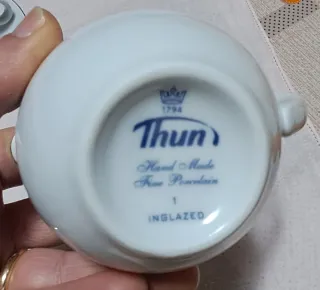 1794
Thun
Hand Made
Fine Porcelain
1
INGLAZED